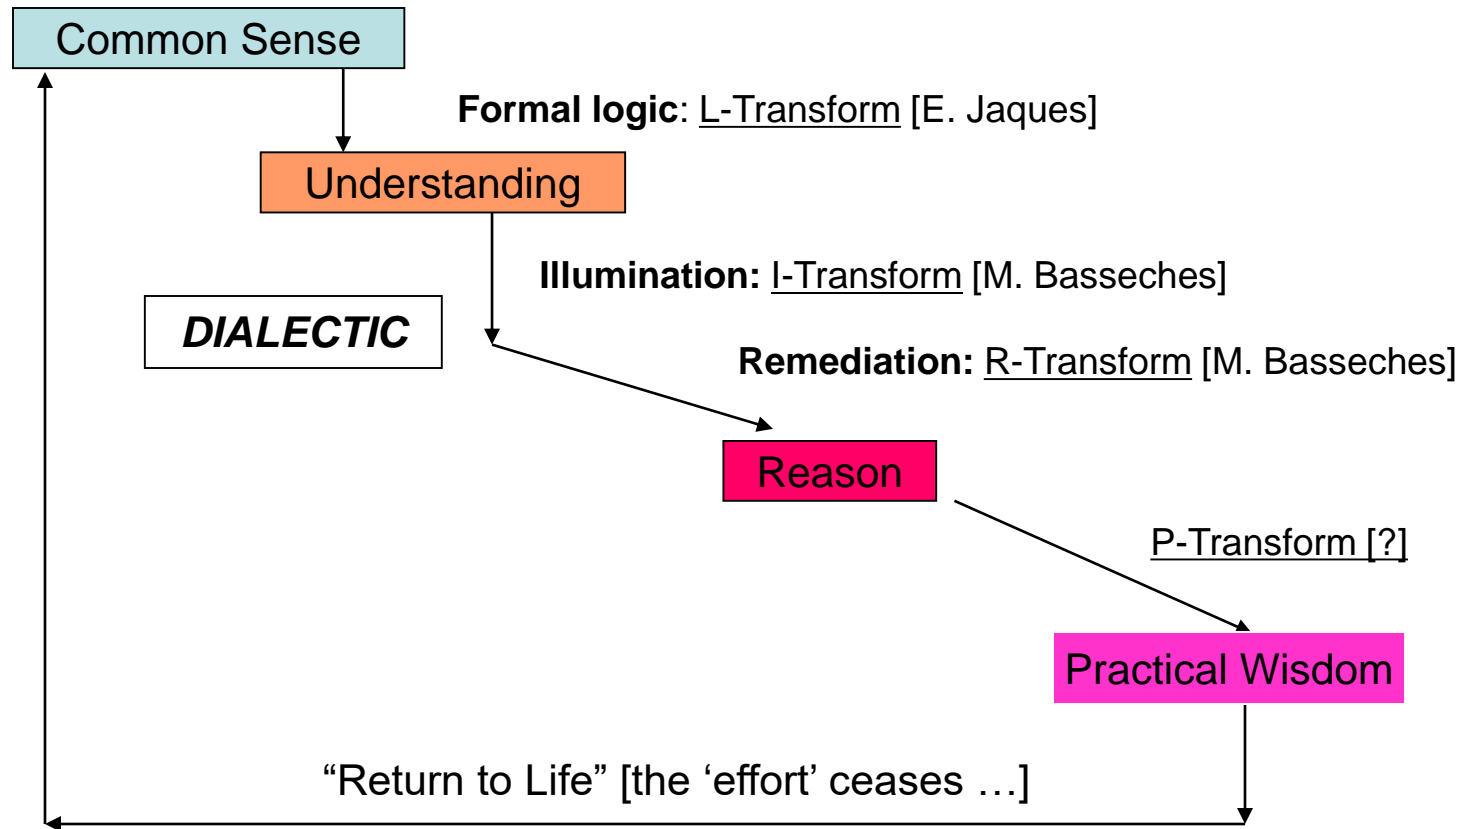 Common Sense
Formal logic: L-Transform [E. Jaques]
Understanding
Illumination: I-Transform [M. Basseches]
DIALECTIC
Remediation: R-Transform [M. Basseches]
Reason
P-Transform [?]
Practical Wisdom
“Return to Life” [the ‘effort’ ceases …]